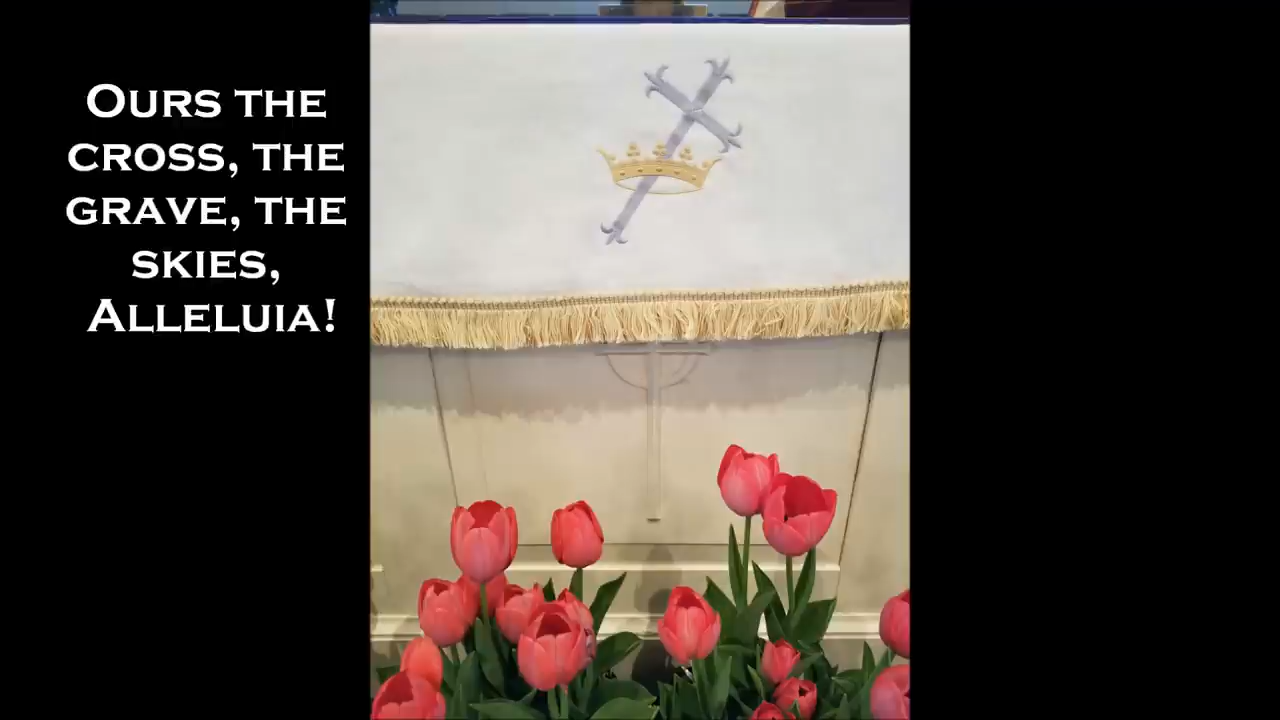 Ours the
cross, the
grave, the
skies,
Alleluia!